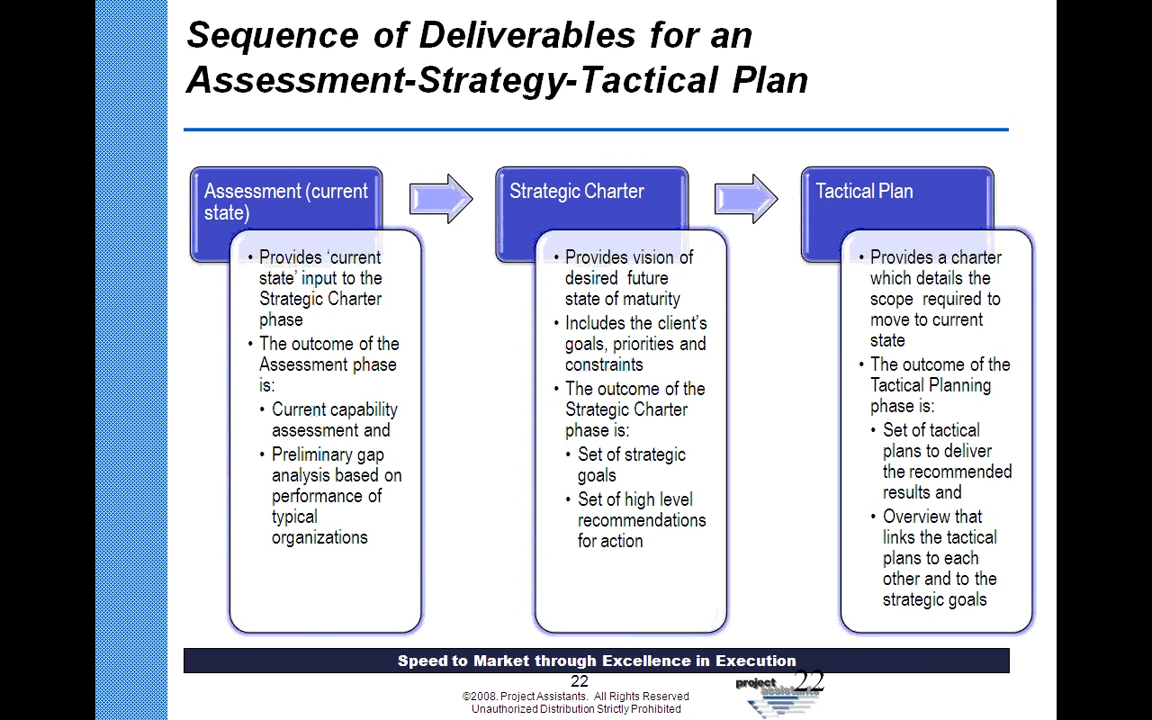 Sequence of Deliverables for an
Assessment-Strategy-Tactical Plan
Assessment (current
state)
• Provides ‘current
state’ input to the
Strategic Charter
phase
• The outcome of the
Assessment phase
is:
• Current capability
assessment and
• Preliminary gap
analysis based on
performance of
typical
organizations
Strategic Charter
• Provides vision of
desired future
state of maturity
• Includes the client’s
goals, priorities and
constraints
• The outcome of the
Strategic Charter
phase is:
• Set of strategic
goals
• Set of high level
recommendations
for action
Tactical Plan
• Provides a charter
which details the
scope required to
move to current
state
• The outcome of the
Tactical Planning
phase is:
• Set of tactical
plans to deliver
the recommended
results and
• Overview that
links the tactical
plans to each
other and to the
strategic goals
Speed to Market through Excellence in Execution
22
©2008. Project Assistants. All Rights Reserved
Unauthorized Distribution Strictly Prohibited
project
assistants
22